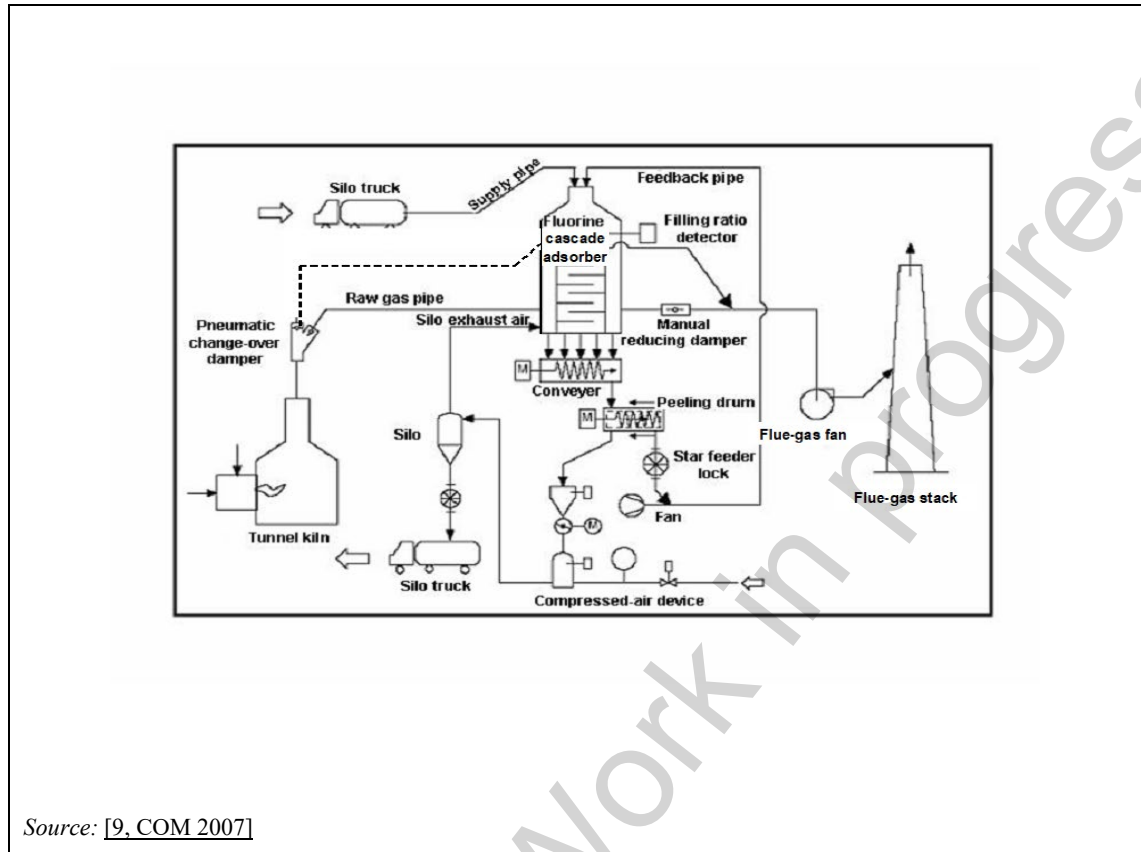 Silo truck
Supply pipe
Feedback pipe
Fluorine
cascade
adsorber
Filling ratio
detector
Raw gas pipe
Silo exhaust air
Pneumatic
change-over
damper
Manual
reducing damper
M
Conveyer
M
Peeling drum
Silo
Star feeder
lock
Flue-gas fan
Flue-gas stack
Fan
M
Tunnel kiln
Silo truck
Compressed-air device
Work in progress
Source: [9, COM 2007]